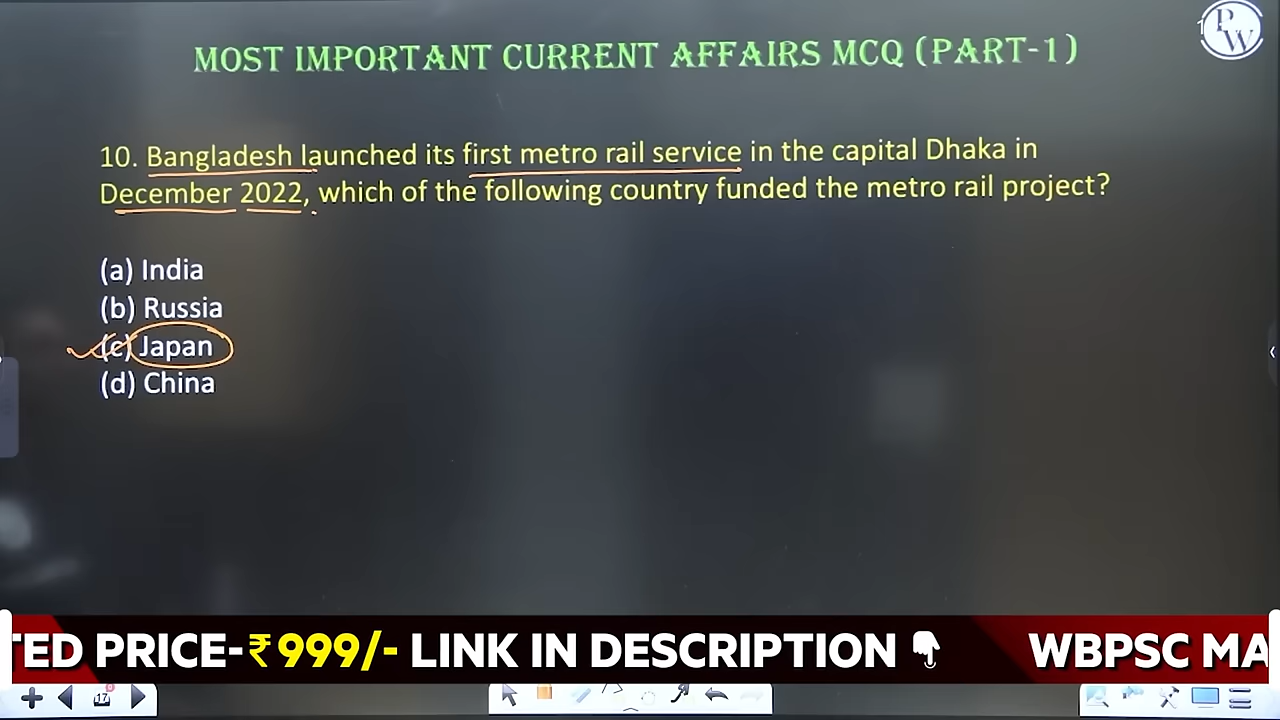 PW
MOST IMPORTANT CURRENT AFFAIRS MCQ (PART-1)
10. Bangladesh launched its first metro rail service in the capital Dhaka in
December 2022, which of the following country funded the metro rail project?
(a) India
(b) Russia
(c) Japan
(d) China
TED PRICE-₹999/- LINK IN DESCRIPTION WBPSC MA
17